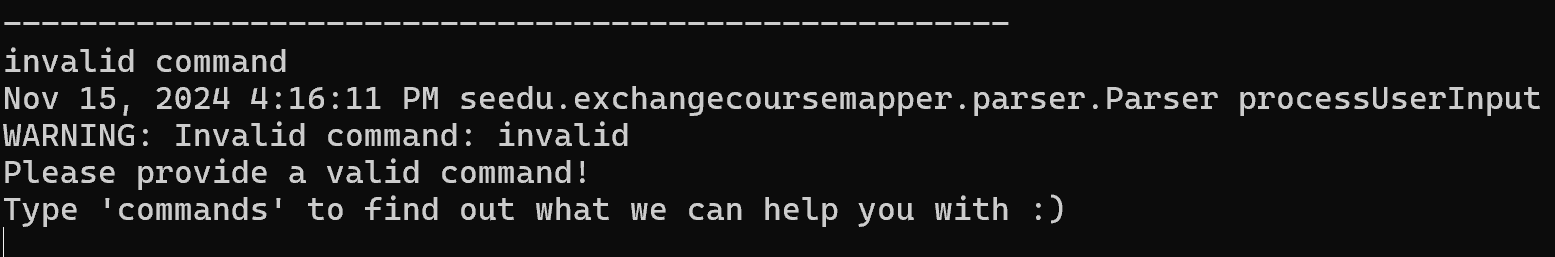 -----------------------------------------------------
invalid command
Nov 15, 2024 4:16:11 PM seedu.exchangecoursemapper.parser.Parser processUserInput
WARNING: Invalid command: invalid
Please provide a valid command!
Type 'commands' to find out what we can help you with :)